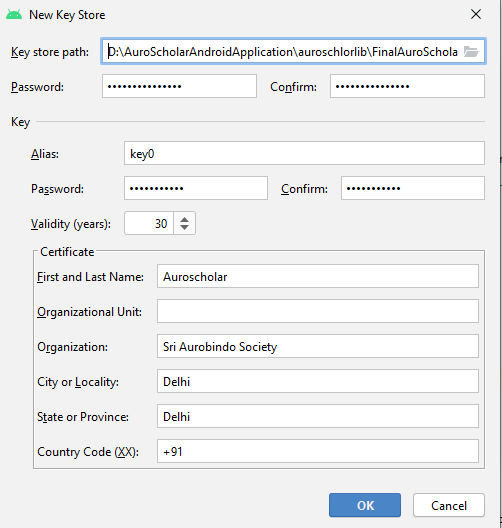 New Key Store
Key store path: D:\AuroScholarAndroidApplication\auroschlorlib\FinalAuroSchola
Password: ••••••••••••••• Confirm: •••••••••••••••
Key
Alias: key0
Password: ••••••••••• Confirm: •••••••••••
Validity (years): 30
Certificate
First and Last Name: Auroscholar
Organizational Unit:
Organization: Sri Aurobindo Society
City or Locality: Delhi
State or Province: Delhi
Country Code (XX): +91
OK Cancel